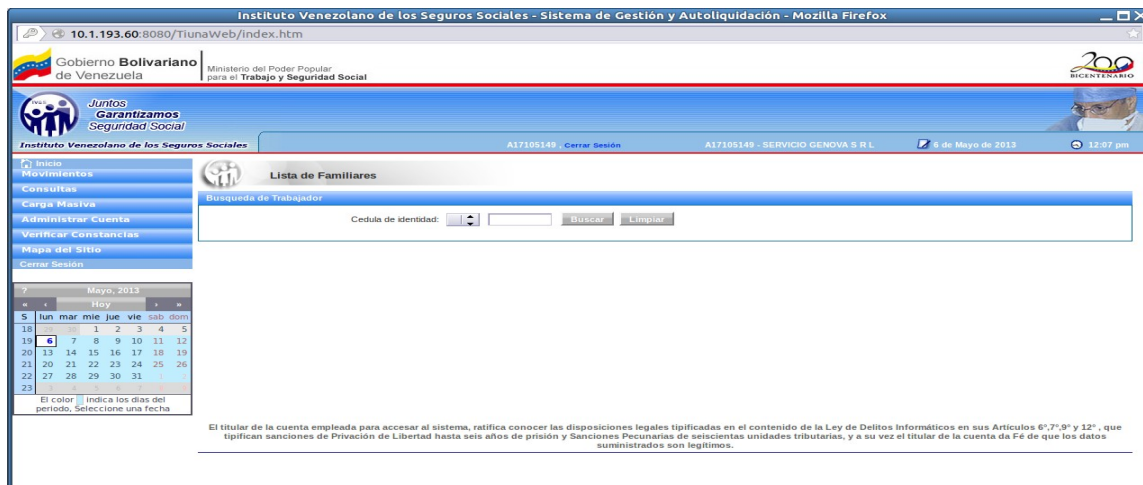 Instituto Venezolano de los Seguros Sociales - Sistema de Gestión y Autoliquidación - Mozilla Firefox
10.1.193.60:8080/TiunaWeb/index.htm
Gobierno Bolivariano
de Venezuela
Ministerio del Poder Popular
para el Trabajo y Seguridad Social
200
BICENTENARIO
Juntos
Garantizamos
Seguridad Social
Instituto Venezolano de los Seguros Sociales
A17105149 , Cerrar Sesión
A17105149 - SERVICIO GENOVA S R L
6 de Mayo de 2013
12:07 pm
Inicio
Movimientos
Consultas
Carga Masiva
Administrar Cuenta
Verificar Constancias
Mapa del Sitio
Cerrar Sesión
Lista de Familiares
Busqueda de Trabajador
Cedula de identidad:
Buscar
Limpiar
? Mayo, 2013
« ‹ Hoy › »
S lun mar mie jue vie sab dom
18 29 30 1 2 3 4 5
19 6 7 8 9 10 11 12
20 13 14 15 16 17 18 19
21 20 21 22 23 24 25 26
22 27 28 29 30 31
23
El color indica los dias del
periodo, Seleccione una fecha
El titular de la cuenta empleada para accesar al sistema, ratifica conocer las disposiciones legales tipificadas en el contenido de la Ley de Delitos Informáticos en sus Artículos 6°,7°,9° y 12° , que
tipifican sanciones de Privación de Libertad hasta seis años de prisión y Sanciones Pecunarias de seiscientas unidades tributarias, y a su vez el titular de la cuenta da Fé de que los datos
suministrados son legítimos.